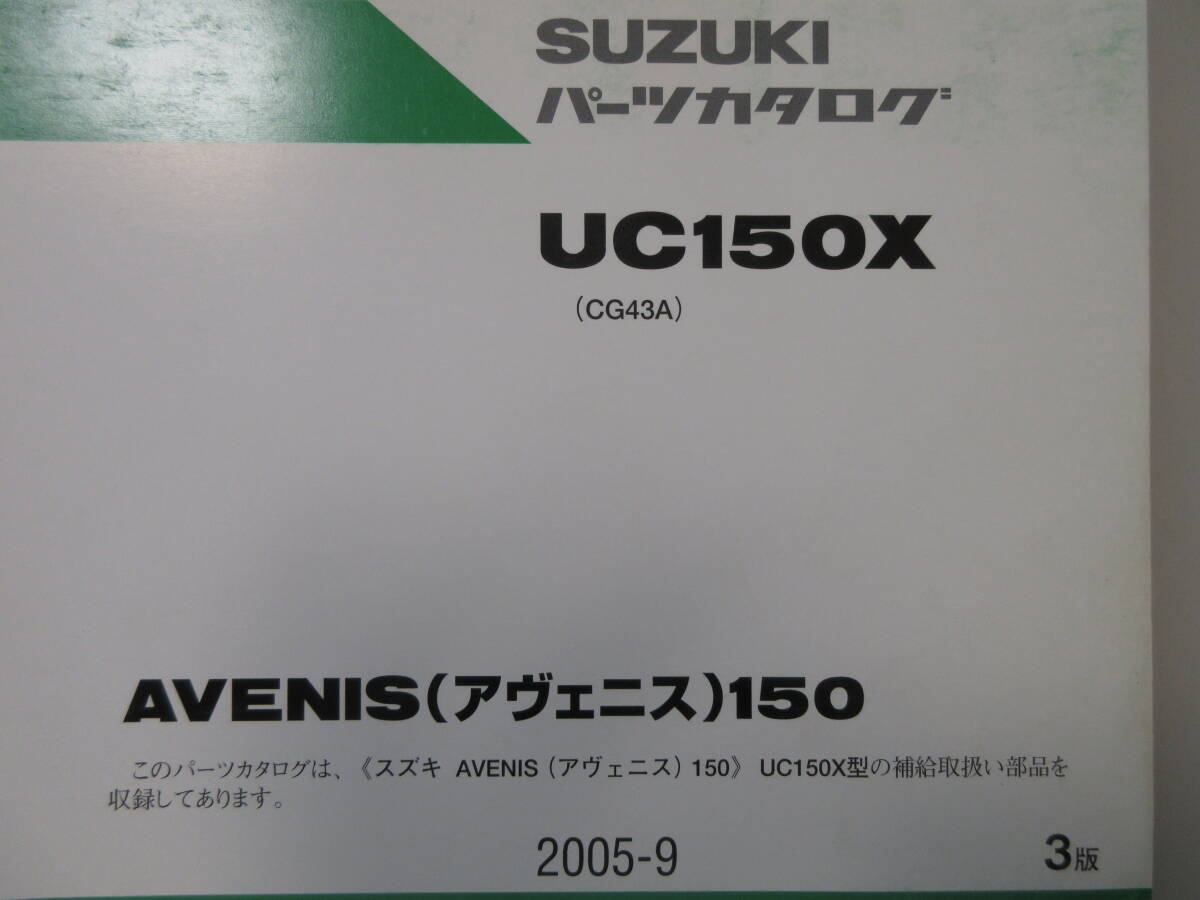 SUZUKI
パーツカタログ
UC150X
(CG43A)
AVENIS(アヴェニス)150
このパーツカタログは、《スズキ AVENIS(アヴェニス)150》 UC150X型の補給取扱い部品を
収録してあります。
2005-9
3版